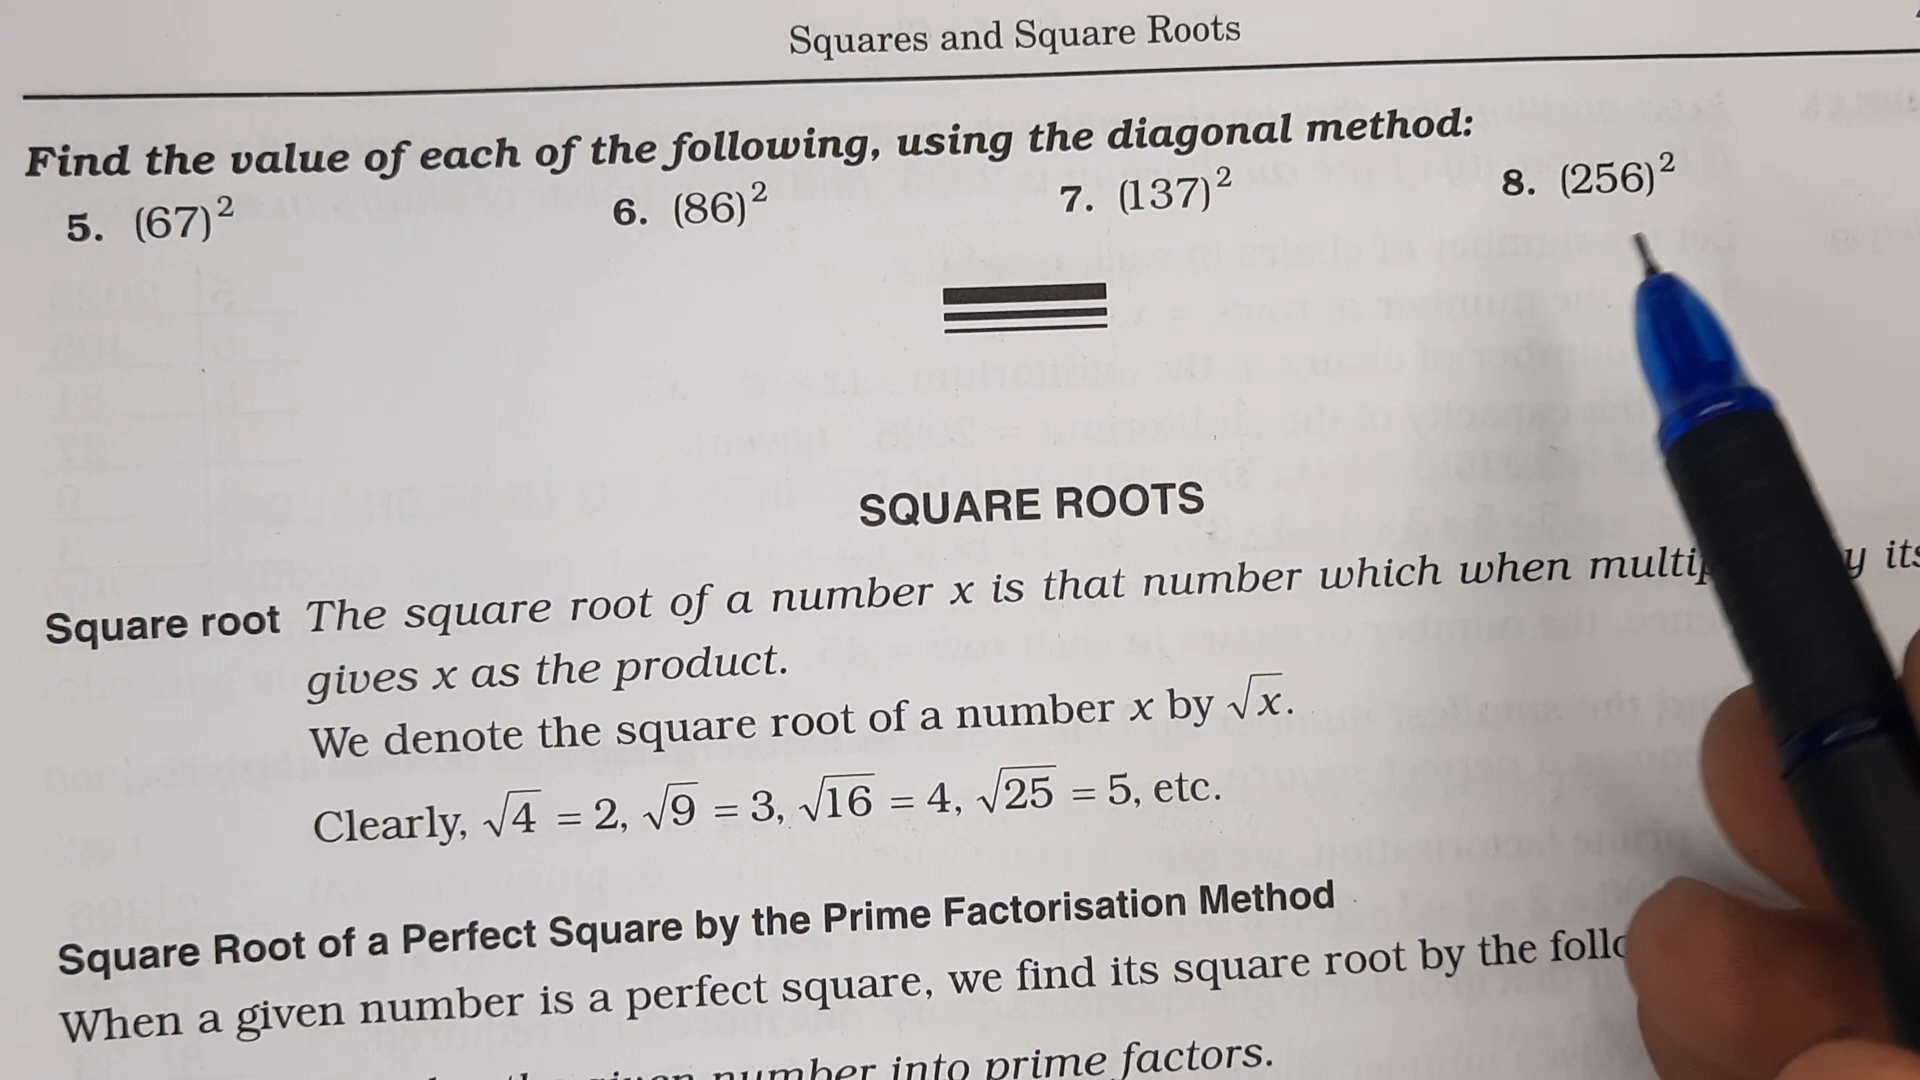 Squares and Square Roots
Find the value of each of the following, using the diagonal method:
5. (67)² 6. (86)² 7. (137)² 8. (256)²
SQUARE ROOTS
Square root The square root of a number x is that number which when
gives x as the product.
We denote the square root of a number x by √x.
Clearly, √4 = 2, √9 = 3, √16 = 4, √25 = 5, etc.
Square Root of a Perfect Square by the Prime Factorisation Method
When a given number is a perfect square, we find its square root by the
number into prime factors.